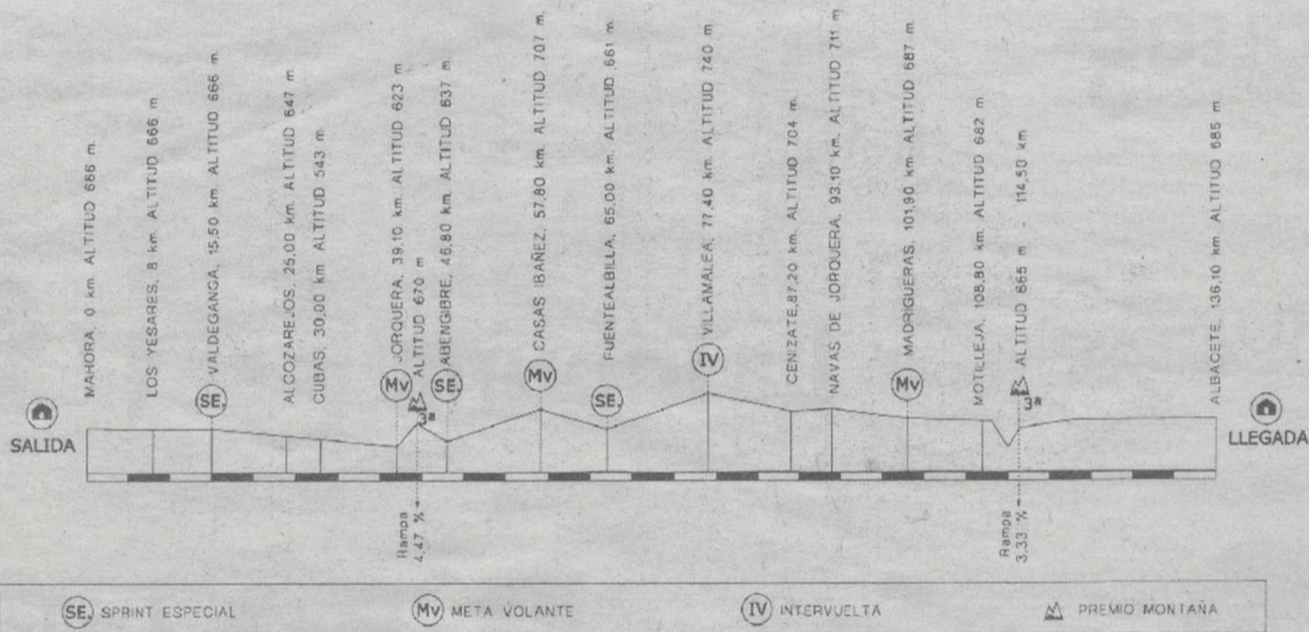 MAHORA, 0 km. ALTITUD 666 m.
LOS YESARES, 8 km. ALTITUD 666 m
VALDEGANGA, 15,50 km ALTITUD 666 m.
ALCOZAREJOS, 25,00 km. ALTITUD 647 m
CUBAS, 30,00 km ALTITUD 543 m.
JORQUERA, 39,10 km. ALTITUD 623 m
ALTITUD 670 m
ABENGIBRE, 45,80 km. ALTITUD 637 m.
CASAS IBAÑEZ, 57,80 km. ALTITUD 707 m.
FUENTEALBILLA, 65,00 km. ALTITUD 661 m
VILLAMALEA, 77,40 km. ALTITUD 740 m
CENIZATE, 87,20 km. ALTITUD 704 m.
NAVAS DE JORQUERA, 93,10 km. ALTITUD 711 m
MADRIGUERAS, 101,90 km. ALTITUD 687 m
MOTILLEJA, 108,80 km. ALTITUD 682 m
ALTITUD 665 m - 114,50 km
ALBACETE, 136,10 km. ALTITUD 685 m.
SALIDA
SE.
Mv
3ª
SE.
Mv
SE.
IV
Mv
3ª
LLEGADA
Rampa
4,47 %
Rampa
3,33 %
SE. SPRINT ESPECIAL
Mv META VOLANTE
IV INTERVUELTA
PREMIO MONTAÑA